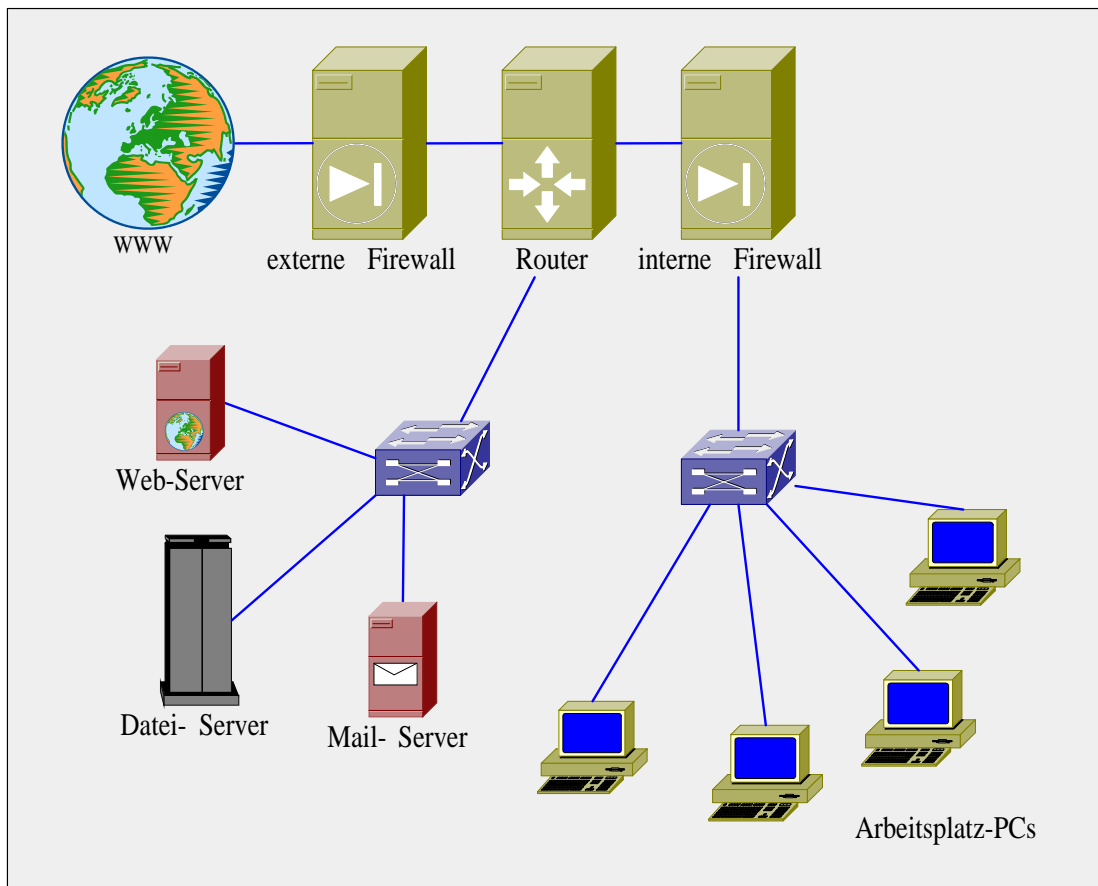 WWW
externe Firewall
Router
interne Firewall
Web-Server
Datei- Server
Mail- Server
Arbeitsplatz-PCs